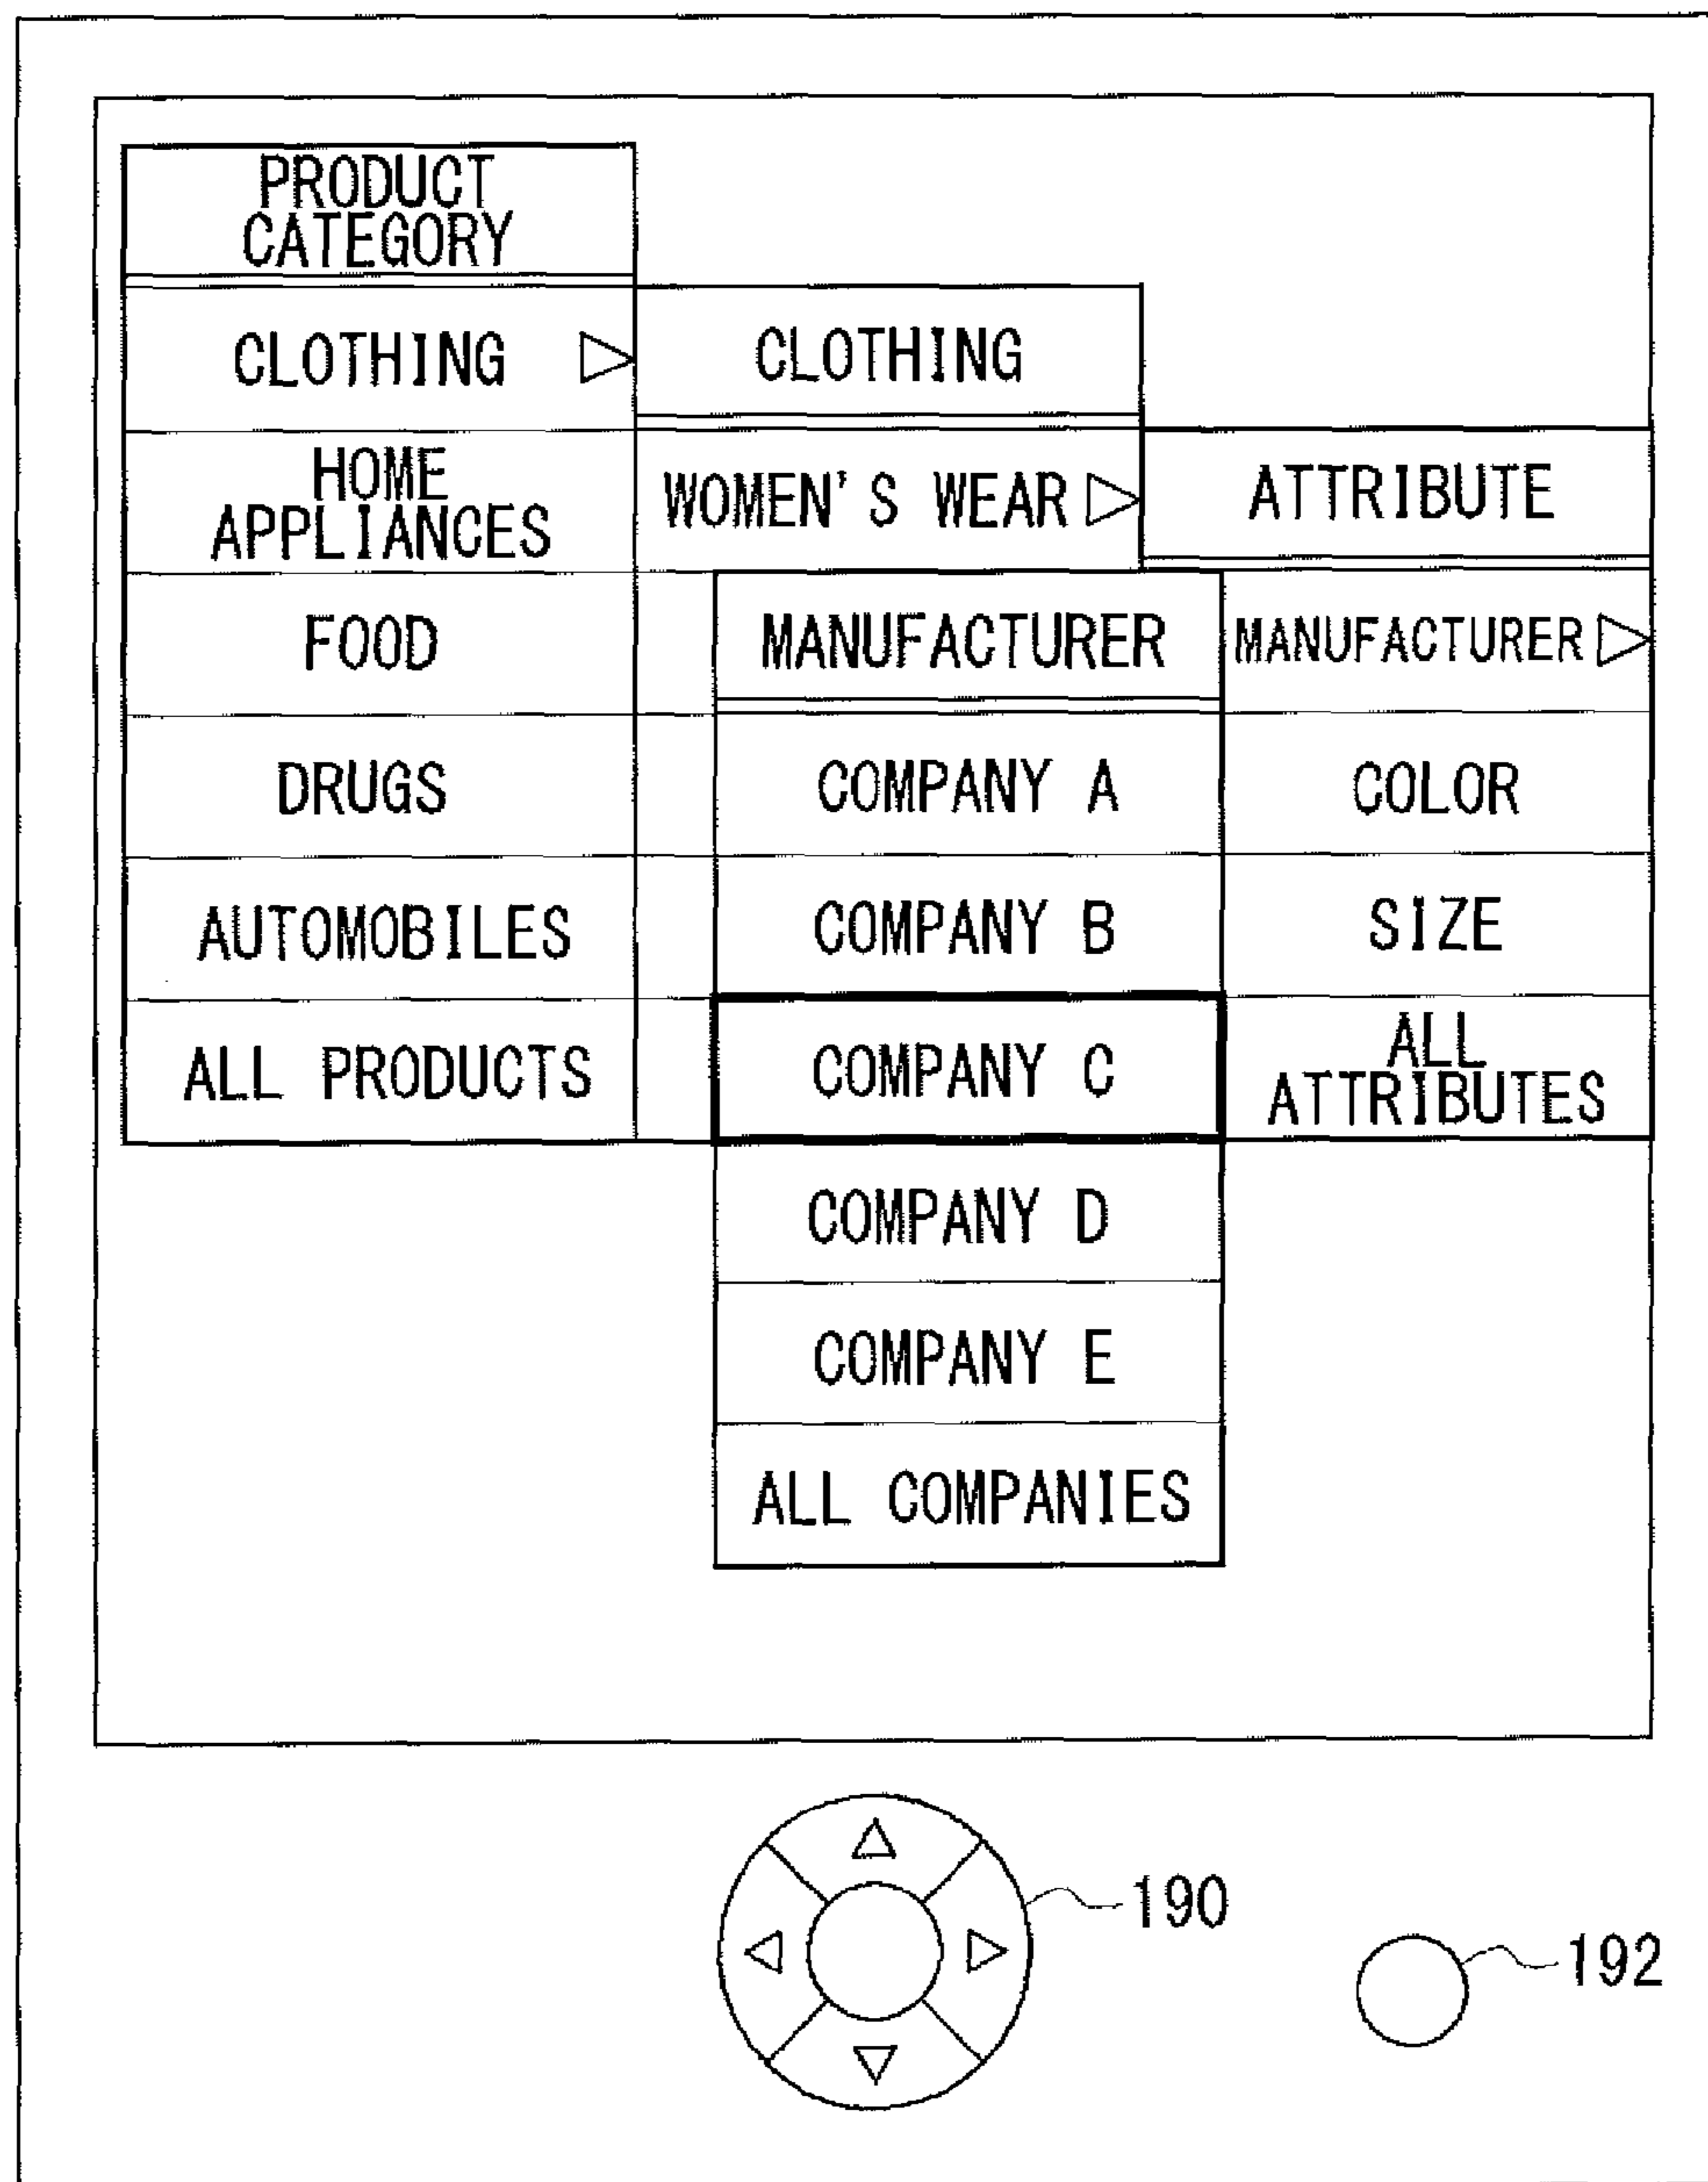 PRODUCT
CATEGORY
CLOTHING
HOME
APPLIANCES
FOOD
DRUGS
AUTOMOBILES
ALL PRODUCTS
CLOTHING
WOMEN'S WEAR
ATTRIBUTE
MANUFACTURER
COLOR
SIZE
ALL
ATTRIBUTES
MANUFACTURER
COMPANY A
COMPANY B
COMPANY C
COMPANY D
COMPANY E
ALL COMPANIES
190
192